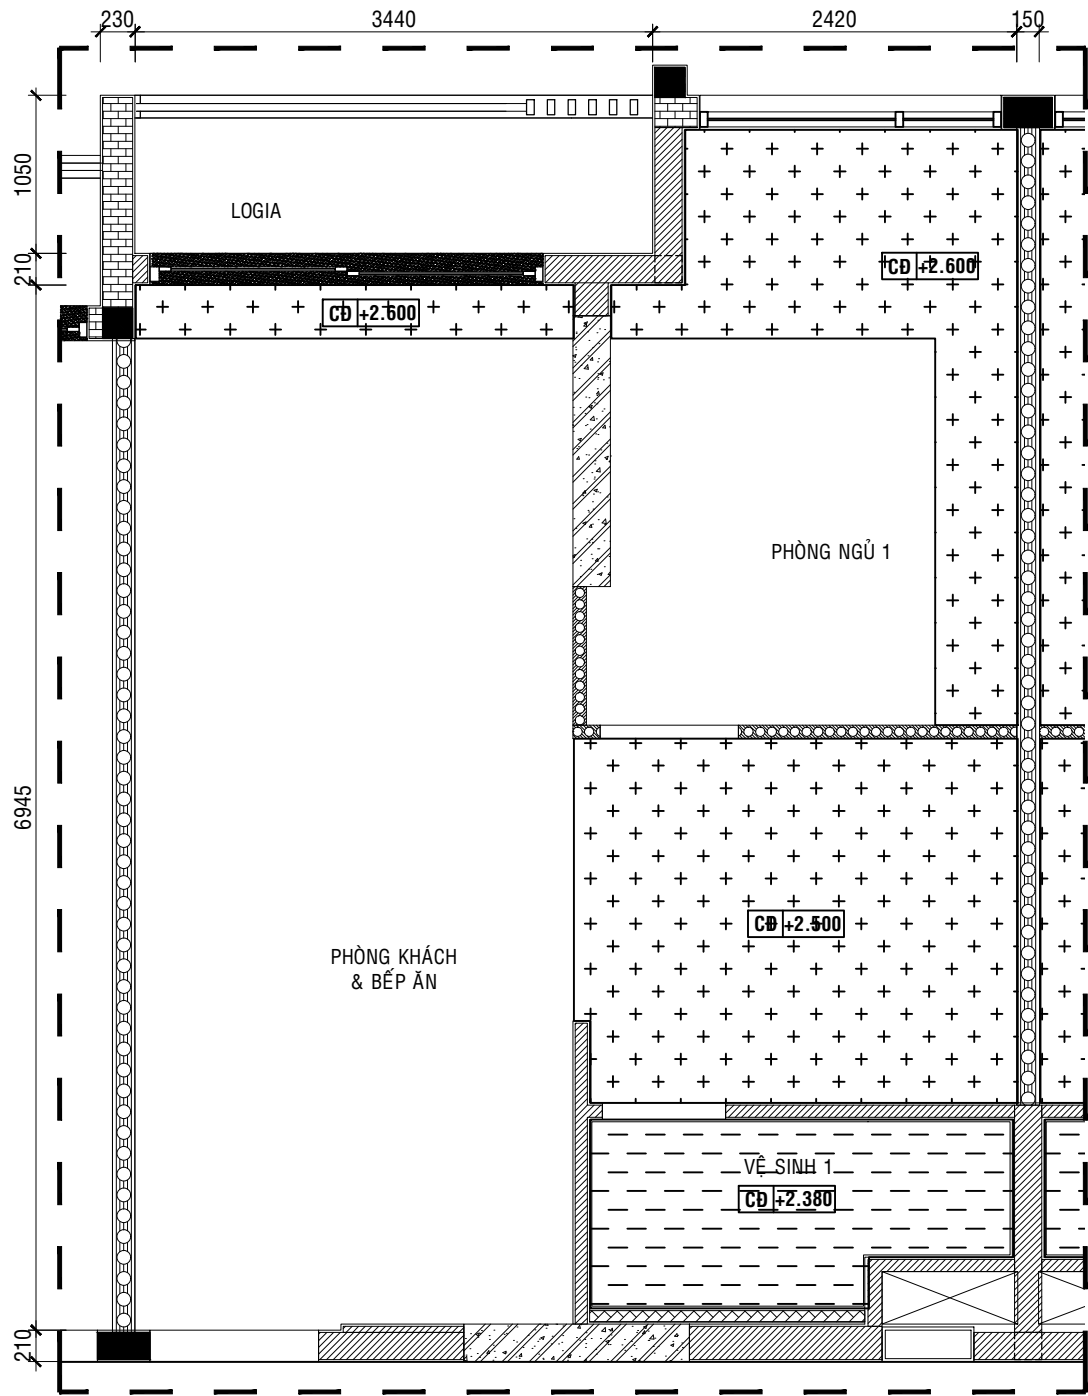 230
3440
2420
150
1050
LOGIA
210
CĐ +2.600
CĐ +2.600
PHÒNG NGỦ 1
6945
CĐ +2.500
PHÒNG KHÁCH
& BẾP ĂN
VỆ SINH 1
CĐ +2.380
210